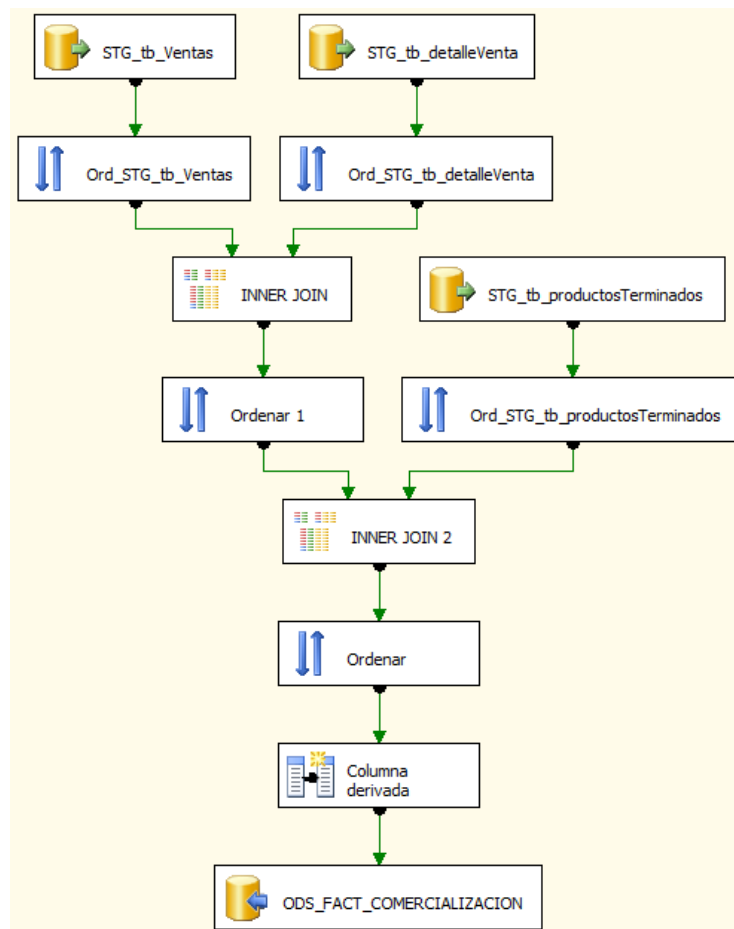 STG_tb_Ventas
STG_tb_detalleVenta
Ord_STG_tb_Ventas
Ord_STG_tb_detalleVenta
INNER JOIN
STG_tb_productosTerminados
Ordenar 1
Ord_STG_tb_productosTerminados
INNER JOIN 2
Ordenar
Columna
derivada
ODS_FACT_COMERCIALIZACION